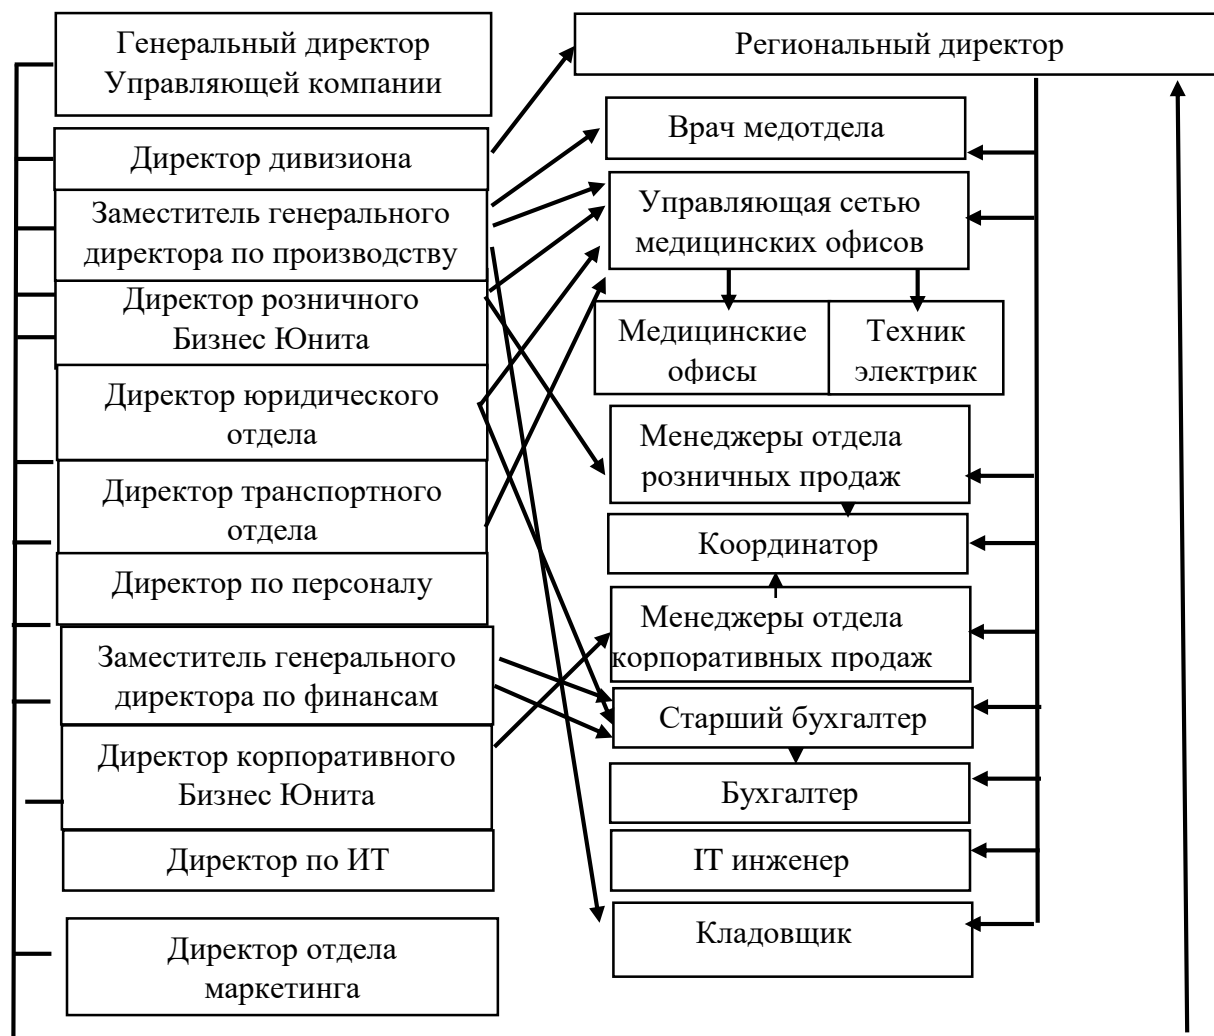 Генеральный директор
Управляющей компании
Директор дивизиона
Заместитель генерального
директора по производству
Директор розничного
Бизнес Юнита
Директор юридического
отдела
Директор транспортного
отдела
Директор по персоналу
Заместитель генерального
директора по финансам
Директор корпоративного
Бизнес Юнита
Директор по ИТ
Директор отдела
маркетинга
Региональный директор
Врач медотдела
Управляющая сетью
медицинских офисов
Медицинские
офисы
Техник
электрик
Менеджеры отдела
розничных продаж
Координатор
Менеджеры отдела
корпоративных продаж
Старший бухгалтер
Бухгалтер
IT инженер
Кладовщик